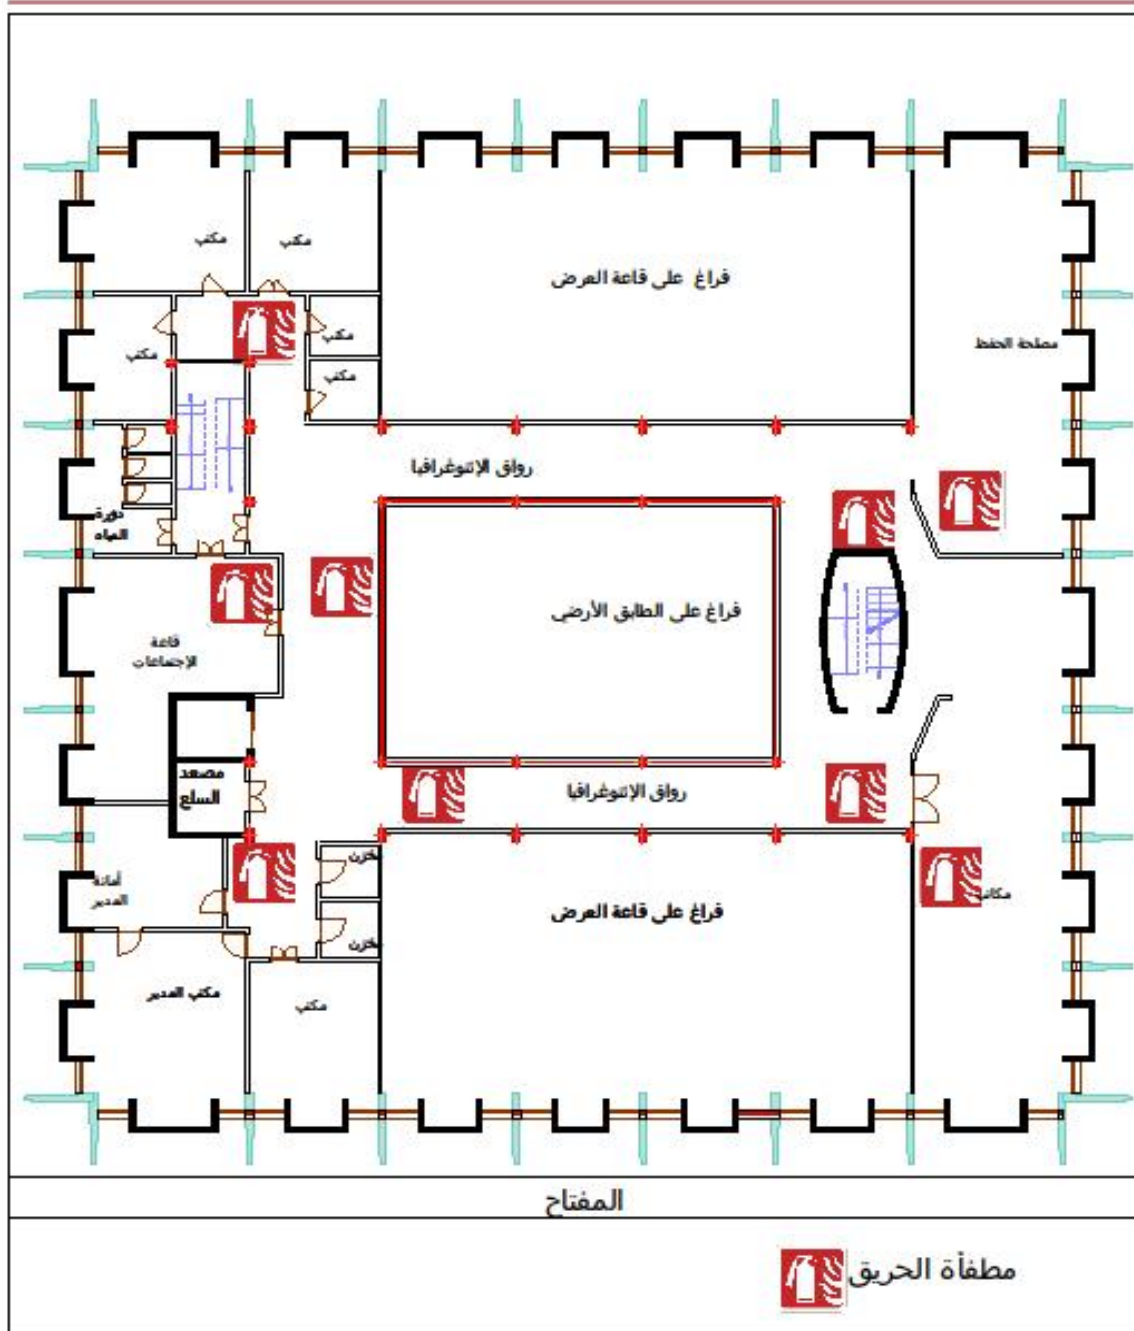 مكتب
مكتب
فراغ على قاعة العرض
مكتب
مكتب
مصلحة الحفظ
مكتب
رواق الإثنوغرافيا
دورة
المياه
فراغ على الطابق الأرضي
قاعة
الإجتماعات
مصعد
السلع
رواق الإثنوغرافيا
مخزن
أمانة
المدير
مكاتب
فراغ على قاعة العرض
مخزن
مكتب المدير
مكتب
المفتاح
مطفأة الحريق